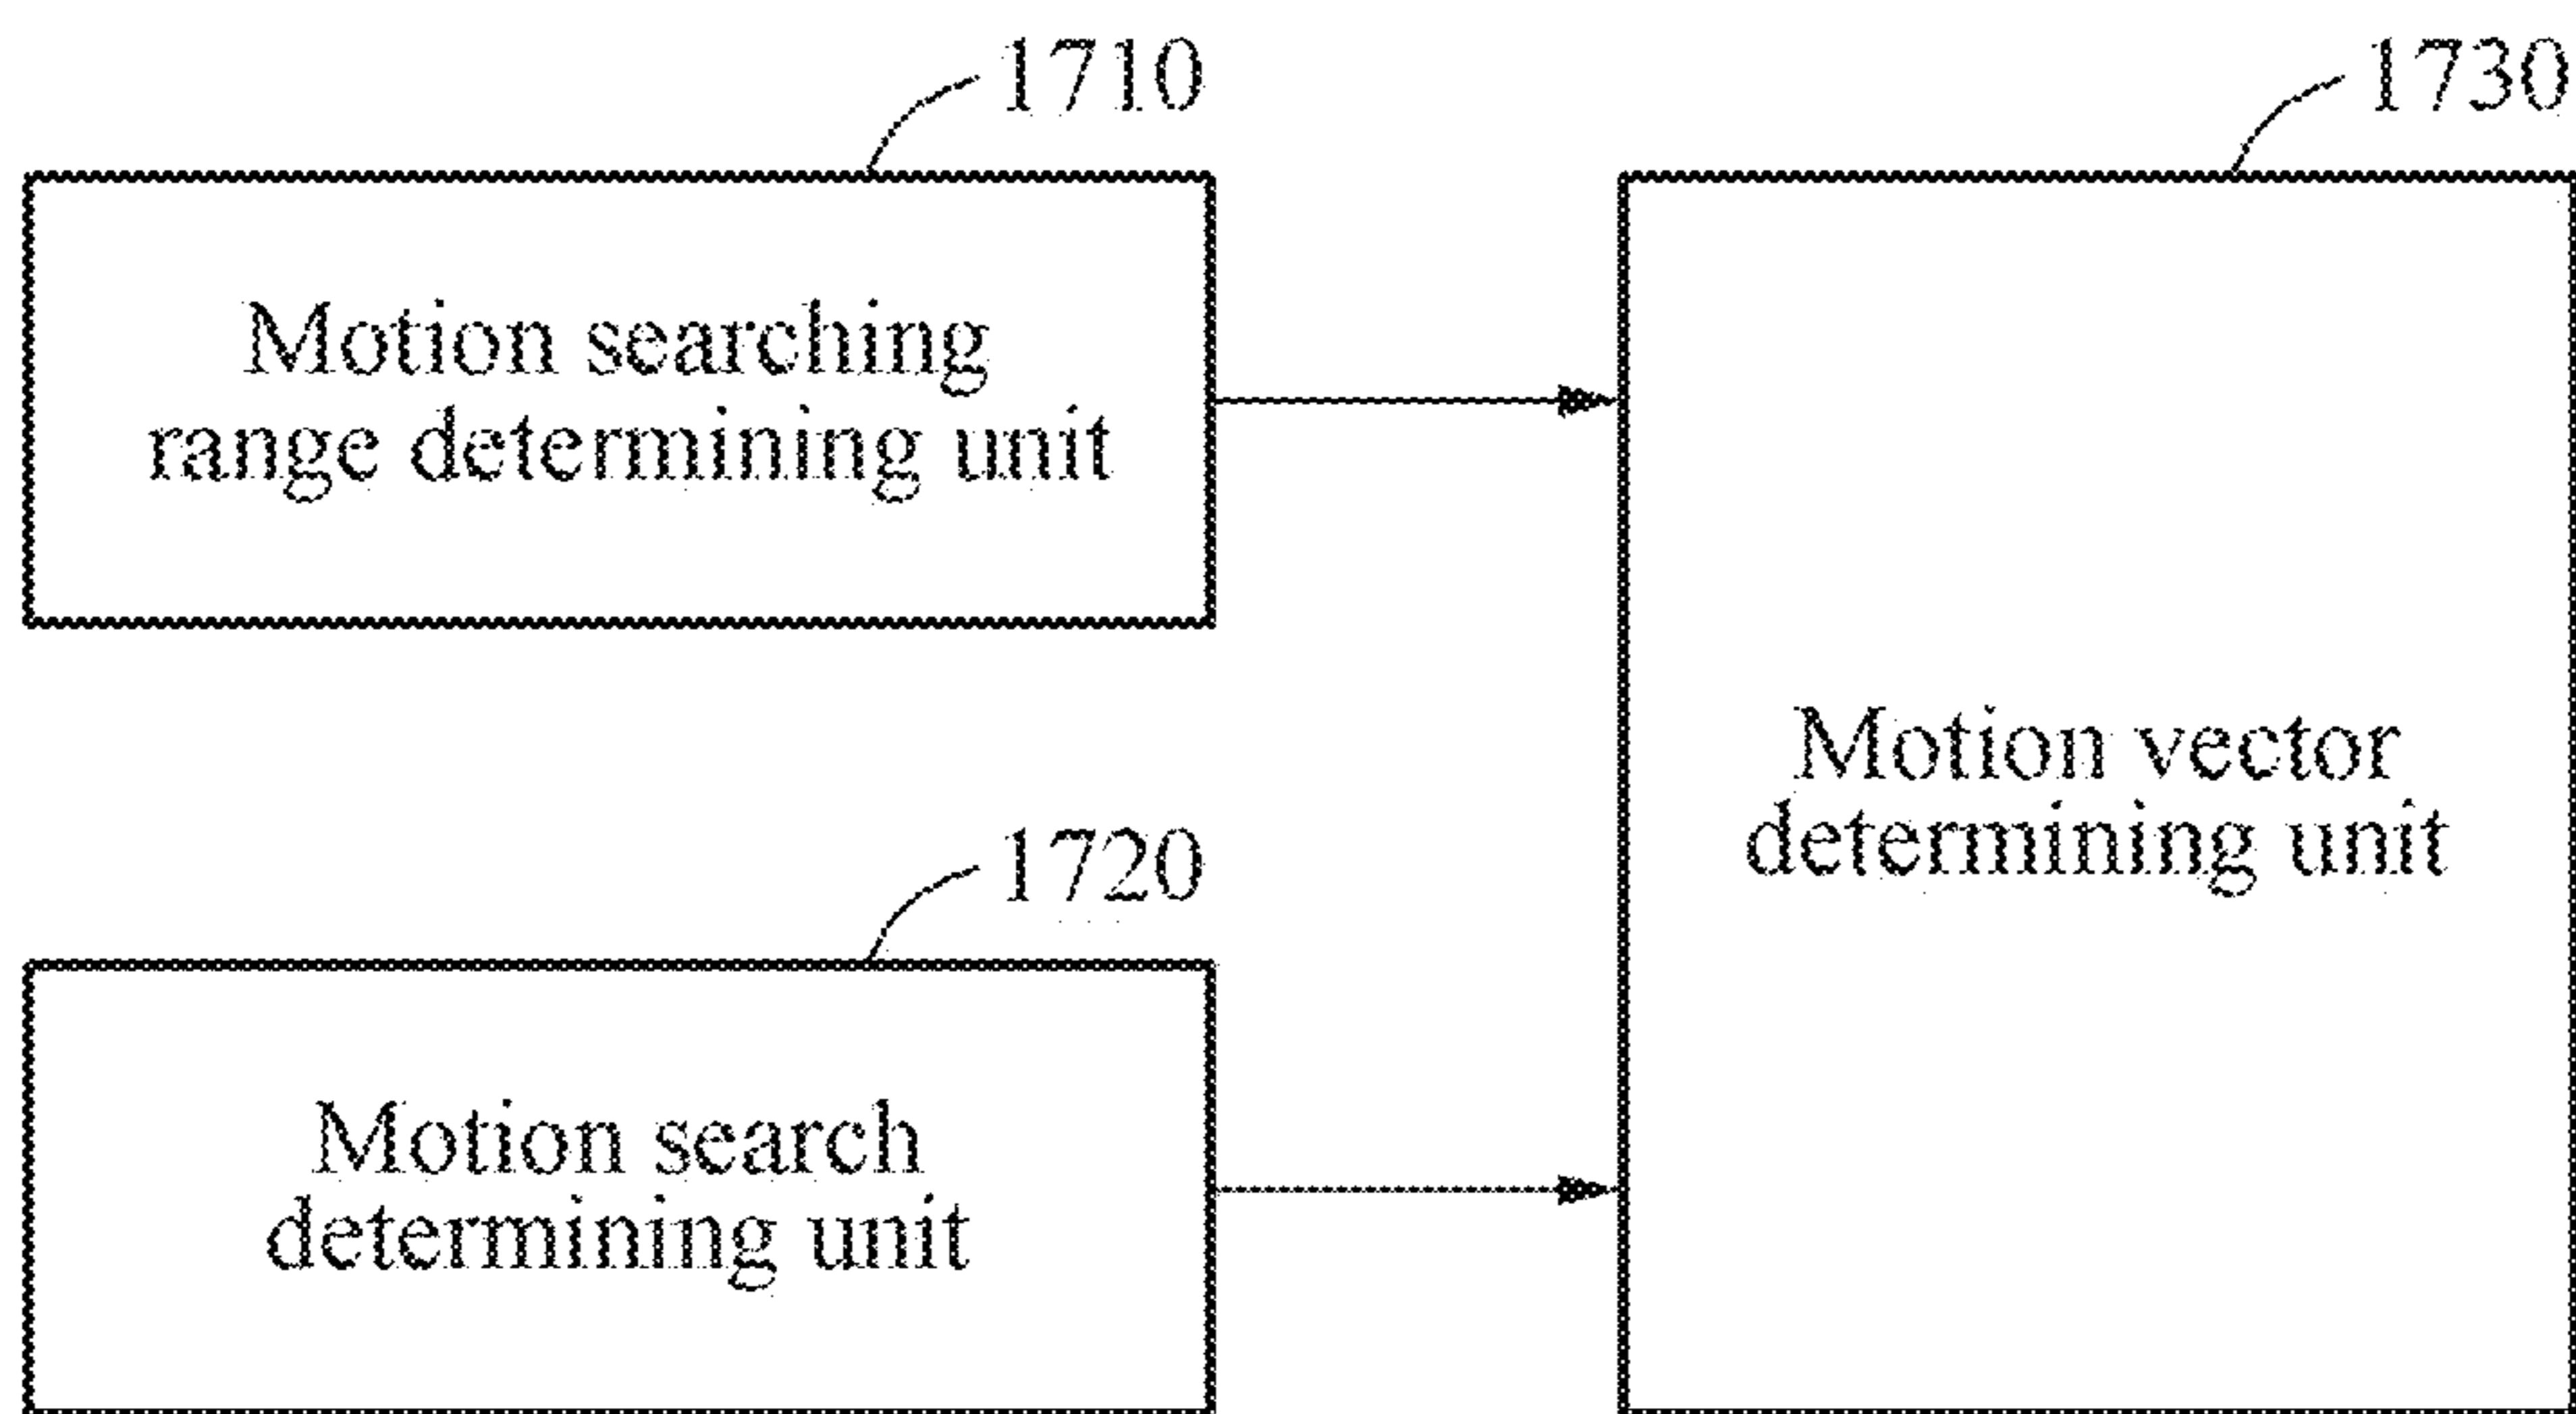 1710
1730
Motion searching
range determining unit
Motion vector
determining unit
1720
Motion search
determining unit